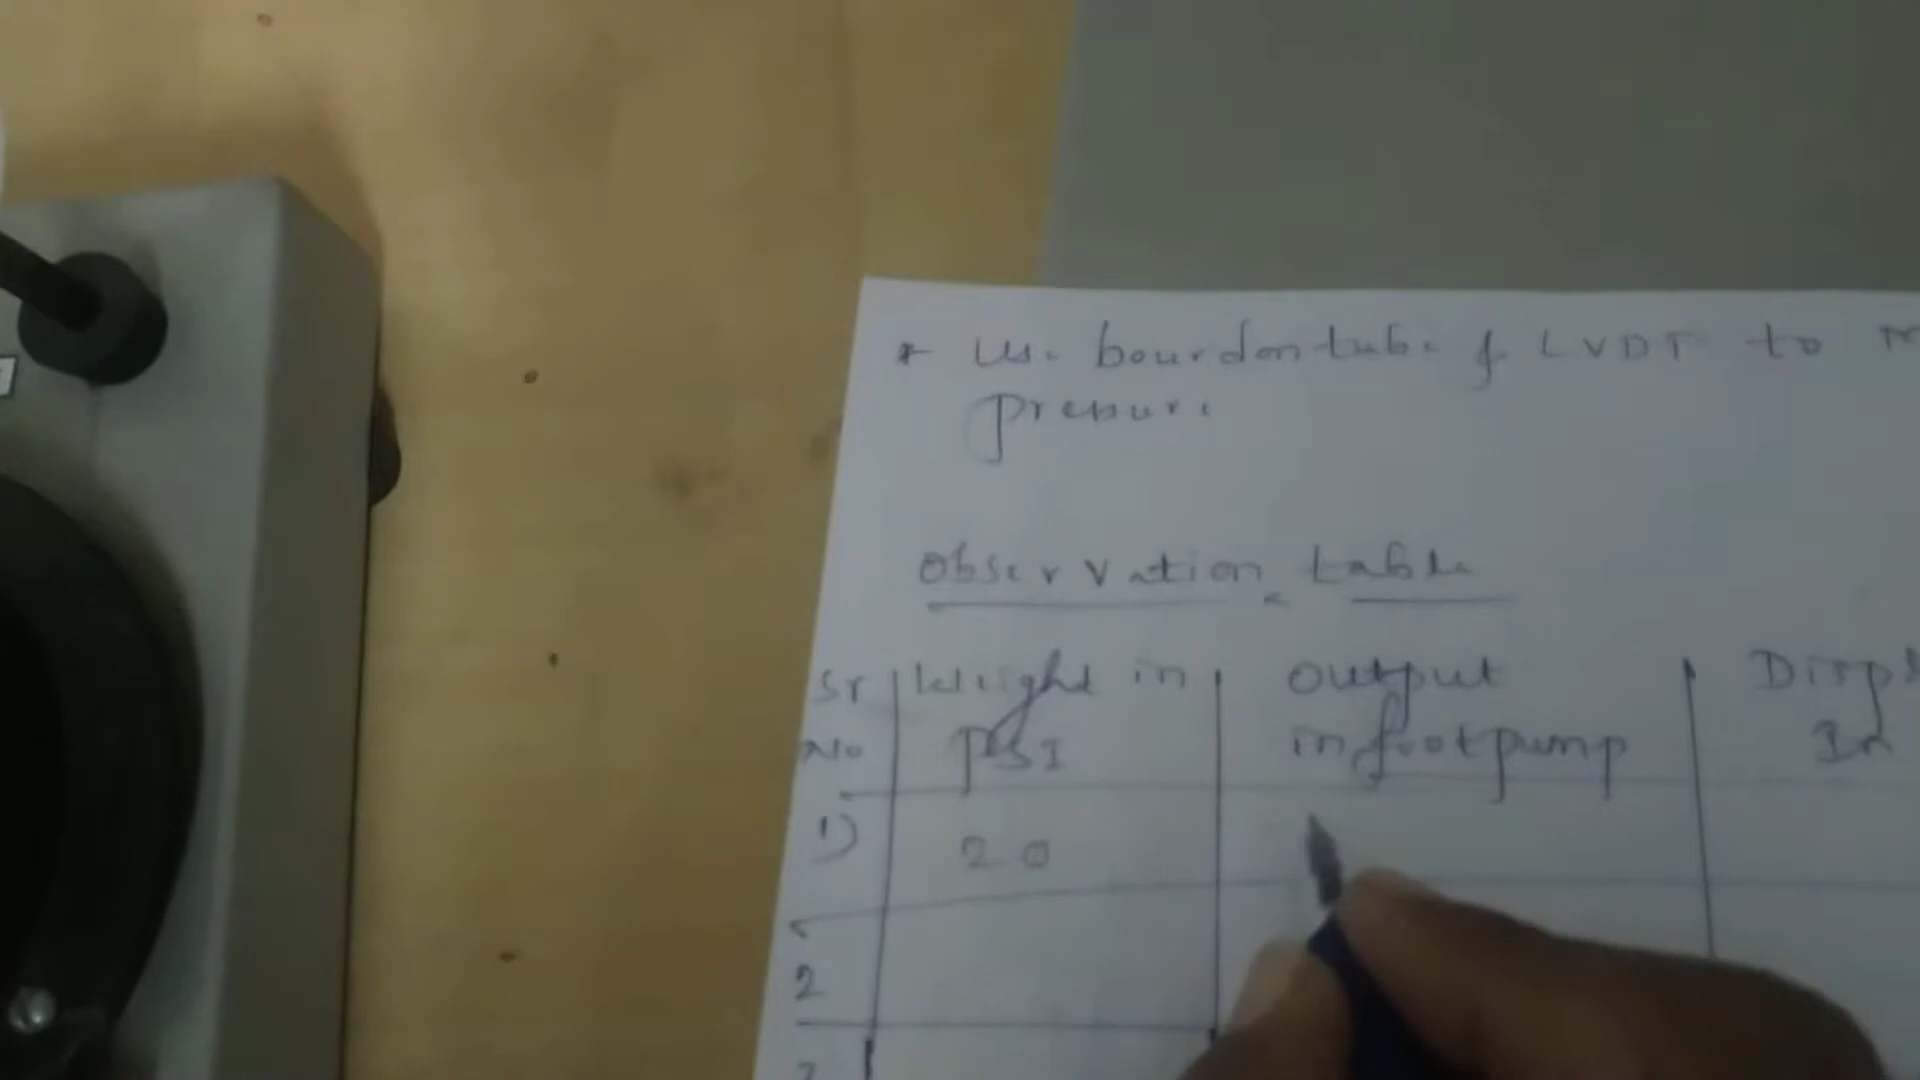 * Use bourdon tube & LVDT to
pressure
Observation table
Sr No
Weight in PSI
Output in footpump
Displ
In
1) 20
2